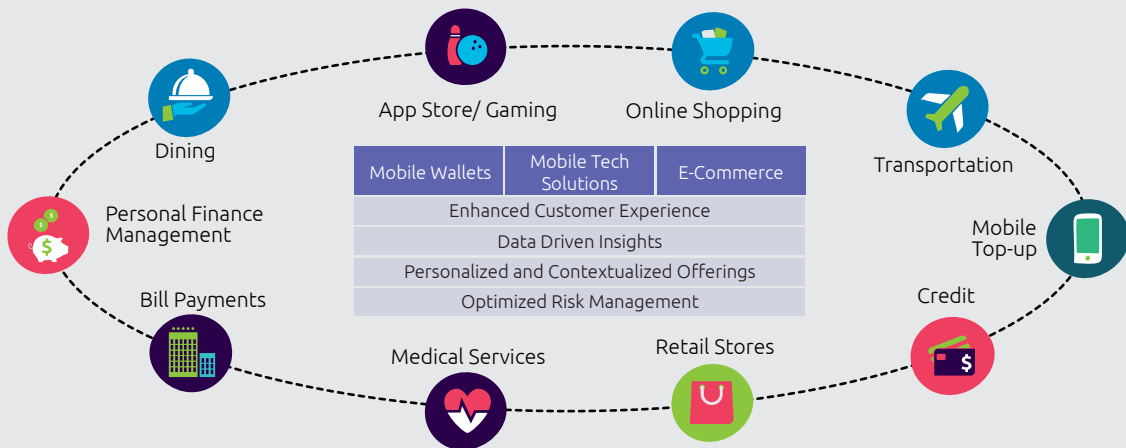 App Store/ Gaming
Online Shopping
Dining
Transportation
Mobile Wallets
Mobile Tech
Solutions
E-Commerce
Enhanced Customer Experience
Data Driven Insights
Personalized and Contextualized Offerings
Optimized Risk Management
Personal Finance
Management
$
$
$
Mobile
Top-up
Bill Payments
Credit
$
Medical Services
Retail Stores